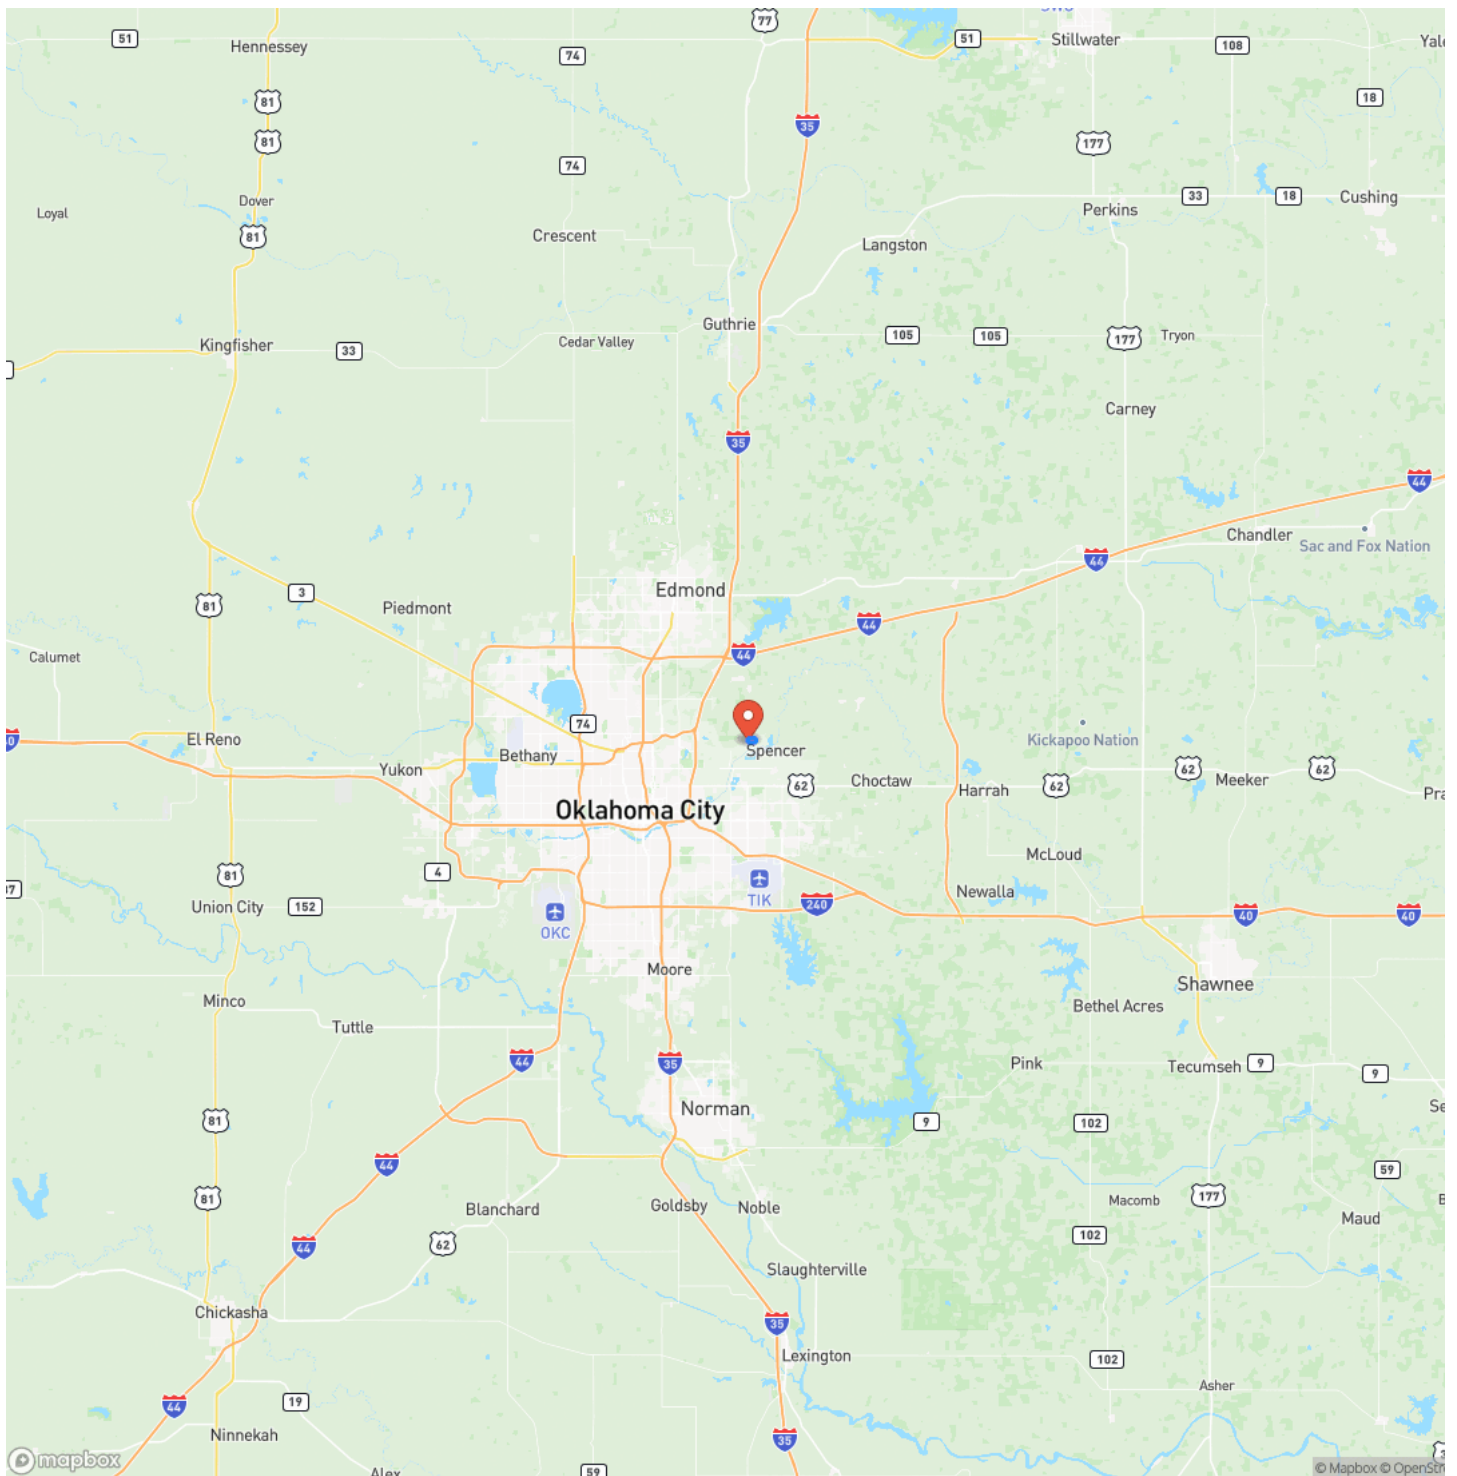 77
51
Hennessey
74
51
Stillwater
108
81
18
35
81
74
177
Loyal
Dover
33
18
Cushing
Perkins
81
Crescent
Langston
Guthrie
Kingfisher
33
Cedar Valley
105
105
177
Tryon
Carney
35
44
Chandler
Sac and Fox Nation
44
3
Edmond
81
Piedmont
44
Calumet
44
74
El Reno
Bethany
Spencer
Kickapoo Nation
Yukon
62
Choctaw
Harrah
62
62
Meeker
62
Oklahoma City
McLoud
81
4
TIK
Newalla
Union City
152
OKC
240
40
40
Moore
Shawnee
Minco
Tuttle
Bethel Acres
44
35
Pink
Tecumseh
9
9
81
Norman
9
102
44
59
81
Blanchard
Goldsby
Noble
Macomb
177
Maud
62
44
102
Slaughterville
Chickasha
35
Lexington
102
Asher
44
19
Ninnekah
35
mapbox
59
© Mapbox © OpenStr